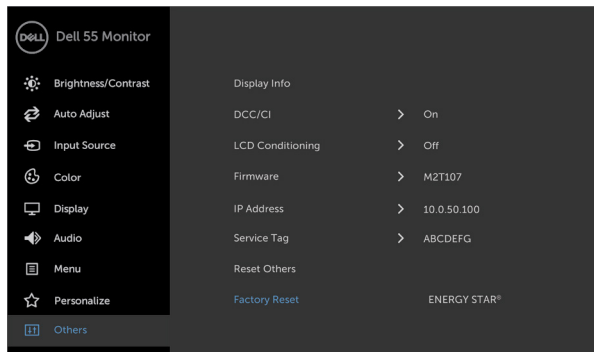 DELL
Dell 55 Monitor
Brightness/Contrast
Auto Adjust
Input Source
Color
Display
Audio
Menu
Personalize
Others
Display Info
DCC/CI > On
LCD Conditioning > Off
Firmware > M2T107
IP Address > 10.0.50.100
Service Tag > ABCDEFG
Reset Others
Factory Reset ENERGY STAR®